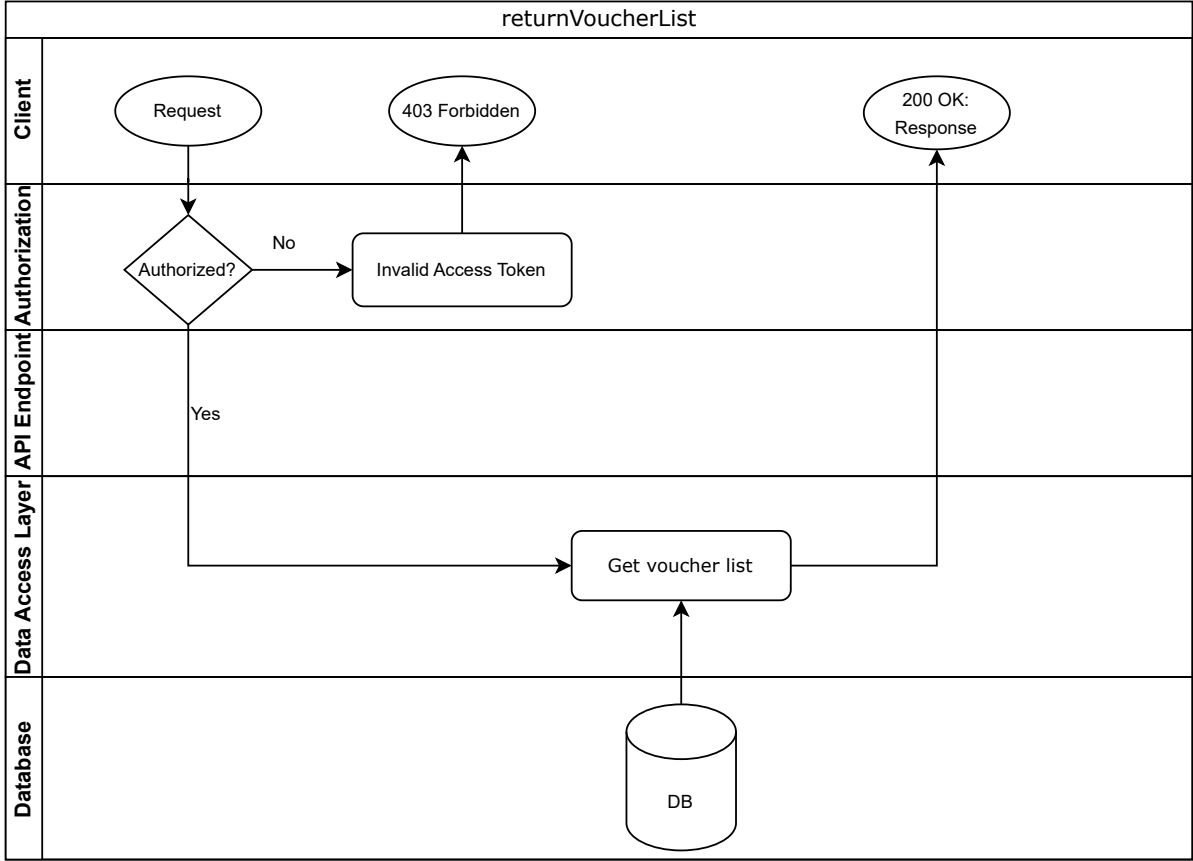 returnVoucherList
Client
Request
403 Forbidden
200 OK:
Response
Authorization
Authorized?
No
Invalid Access Token
API Endpoint
Yes
Data Access Layer
Get voucher list
Database
DB